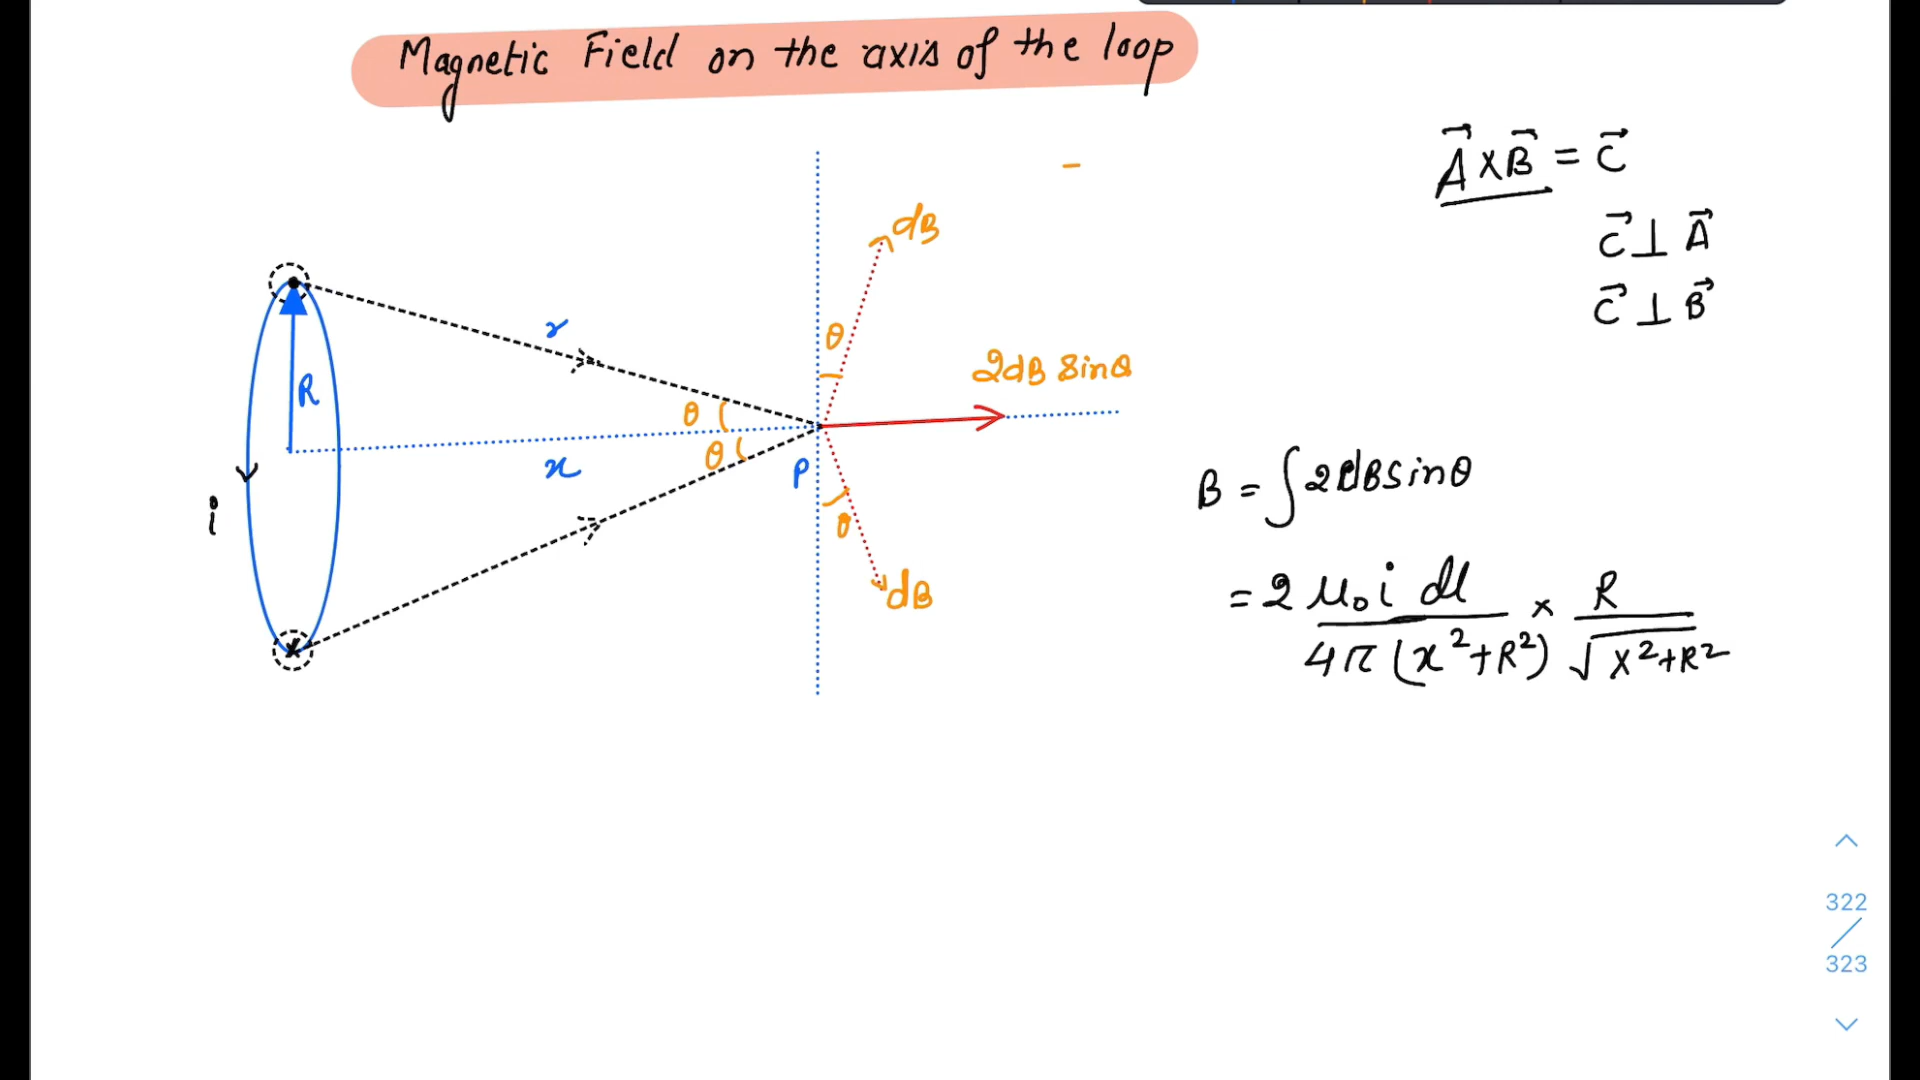 Magnetic Field on the axis of the loop
A⃗ × B⃗ = C⃗
C⃗ ⊥ A⃗
C⃗ ⊥ B⃗
dB
θ
r
2dB Sinθ
R
θ
θ
x
P
i
θ
dB
B = ∫2dBsinθ
= 2 μ₀ i dl / 4π (x²+R²) × R / √x²+R²
322
/
323